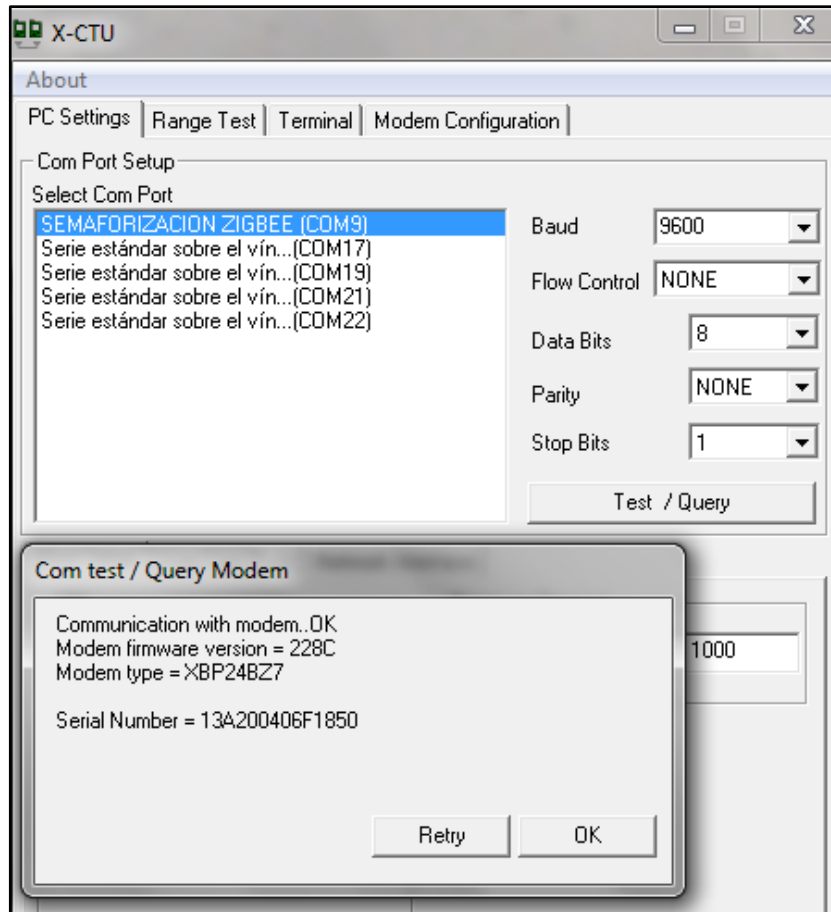 X-CTU
About
PC Settings Range Test Terminal Modem Configuration
Com Port Setup
Select Com Port
SEMAFORIZACION ZIGBEE (COM9)
Serie estándar sobre el vín...(COM17)
Serie estándar sobre el vín...(COM19)
Serie estándar sobre el vín...(COM21)
Serie estándar sobre el vín...(COM22)
Baud 9600
Flow Control NONE
Data Bits 8
Parity NONE
Stop Bits 1
Test / Query
Com test / Query Modem
Communication with modem..OK
Modem firmware version = 228C
Modem type = XBP24BZ7
Serial Number = 13A200406F1850
Retry OK
1000